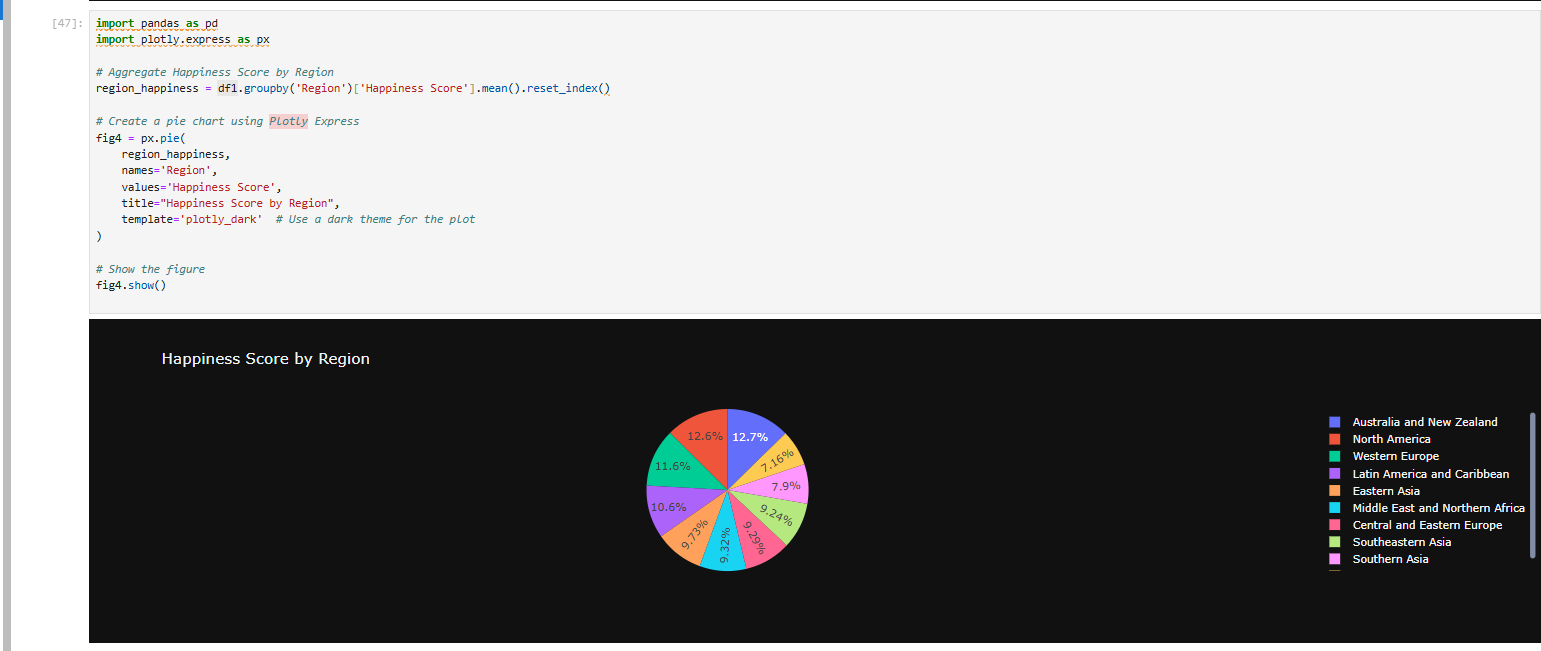 [47]:
import pandas as pd
import plotly.express as px
# Aggregate Happiness Score by Region
region_happiness = df1.groupby('Region')['Happiness Score'].mean().reset_index()
# Create a pie chart using Plotly Express
fig4 = px.pie(
    region_happiness,
    names='Region',
    values='Happiness Score',
    title="Happiness Score by Region",
    template='plotly_dark'  # Use a dark theme for the plot
)
# Show the figure
fig4.show()
Happiness Score by Region
12.7%
7.16%
7.9%
9.24%
9.29%
9.32%
9.73%
10.6%
11.6%
12.6%
Australia and New Zealand
North America
Western Europe
Latin America and Caribbean
Eastern Asia
Middle East and Northern Africa
Central and Eastern Europe
Southeastern Asia
Southern Asia